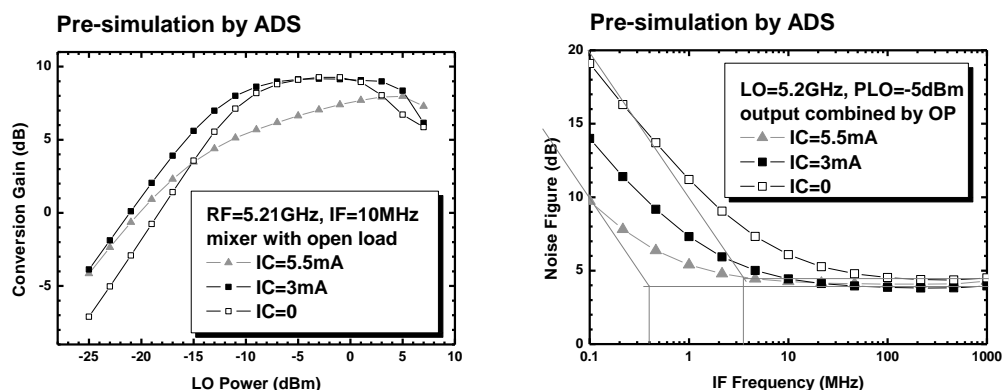 Pre-simulation by ADS
10
5
0
-5
Conversion Gain (dB)
RF=5.21GHz, IF=10MHz
mixer with open load
IC=5.5mA
IC=3mA
IC=0
-25 -20 -15 -10 -5 0 5 10
LO Power (dBm)
Pre-simulation by ADS
20
15
10
5
0
Noise Figure (dB)
LO=5.2GHz, PLO=-5dBm
output combined by OP
IC=5.5mA
IC=3mA
IC=0
0.1 1 10 100 1000
IF Frequency (MHz)